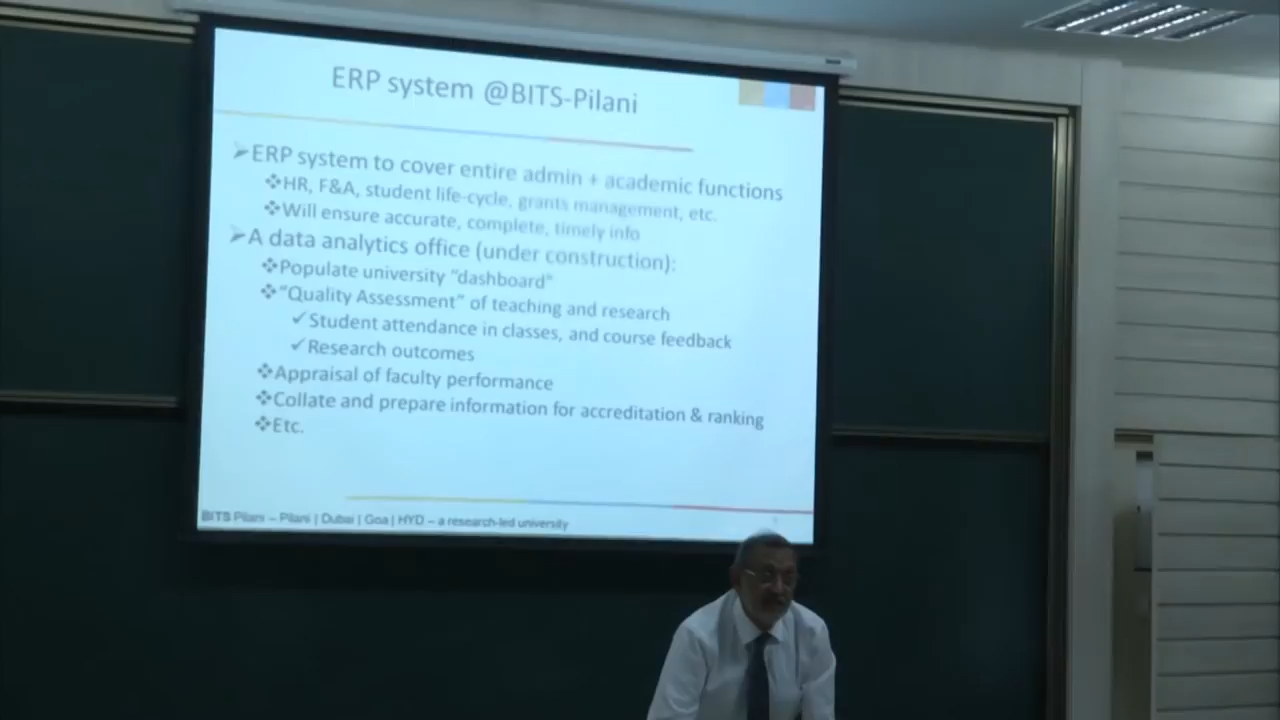 ERP system @BITS-Pilani
➢ERP system to cover entire admin + academic functions
❖HR, F&A, student life-cycle, grants management, etc.
❖Will ensure accurate, complete, timely info
➢A data analytics office (under construction):
❖Populate university “dashboard”
❖“Quality Assessment” of teaching and research
✓Student attendance in classes, and course feedback
✓Research outcomes
❖Appraisal of faculty performance
❖Collate and prepare information for accreditation & ranking
❖Etc.
BITS Pilani – Pilani | Dubai | Goa | HYD – a research-led university